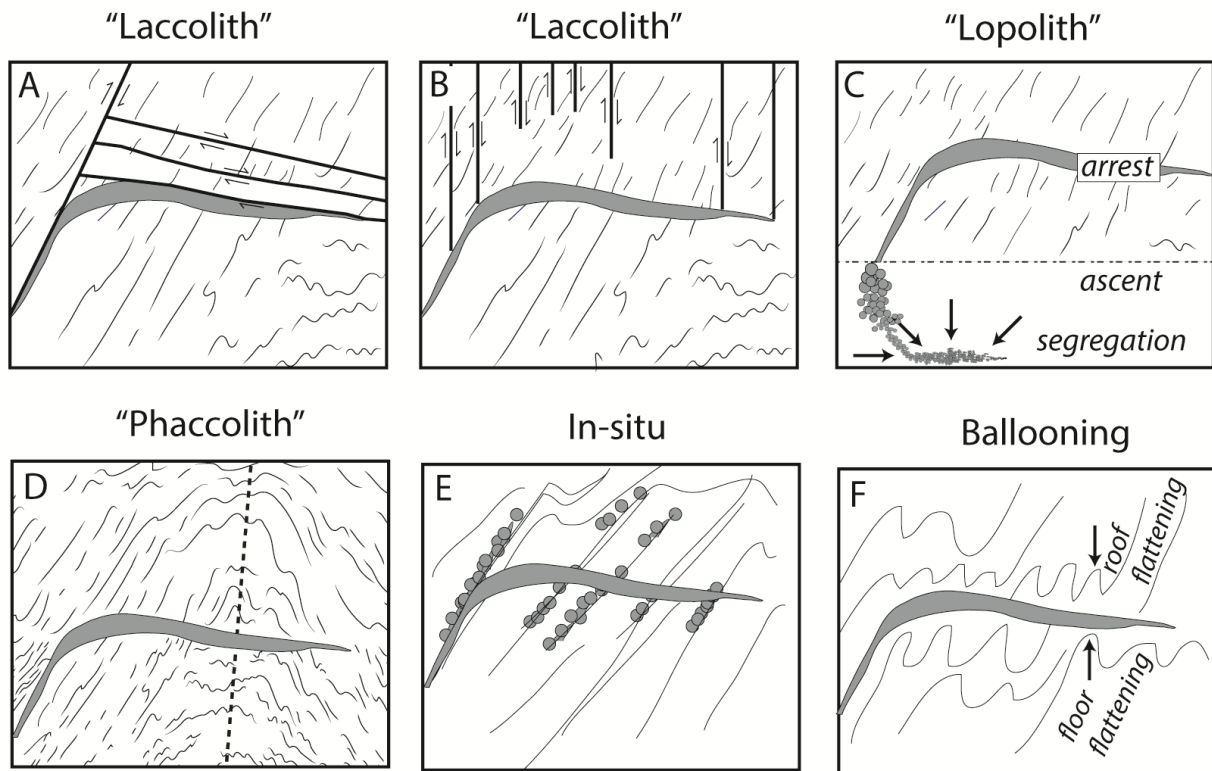 “Laccolith”
“Laccolith”
“Lopolith”
A
B
C
arrest
ascent
segregation
“Phaccolith”
In-situ
Ballooning
D
E
F
roof
flattening
floor
flattening